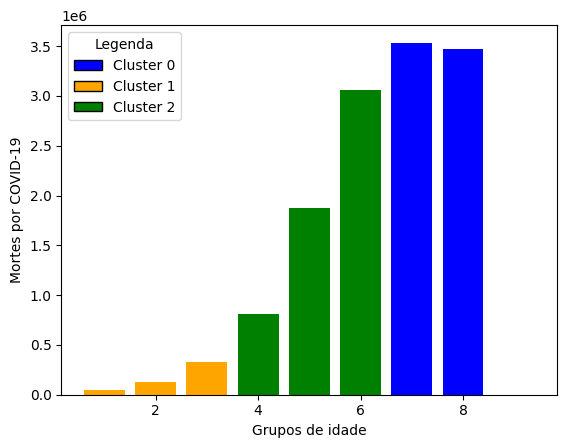 1e6
Legenda
Cluster 0
Cluster 1
Cluster 2
3.5
3.0
2.5
2.0
1.5
1.0
0.5
0.0
Mortes por COVID-19
2 4 6 8
Grupos de idade